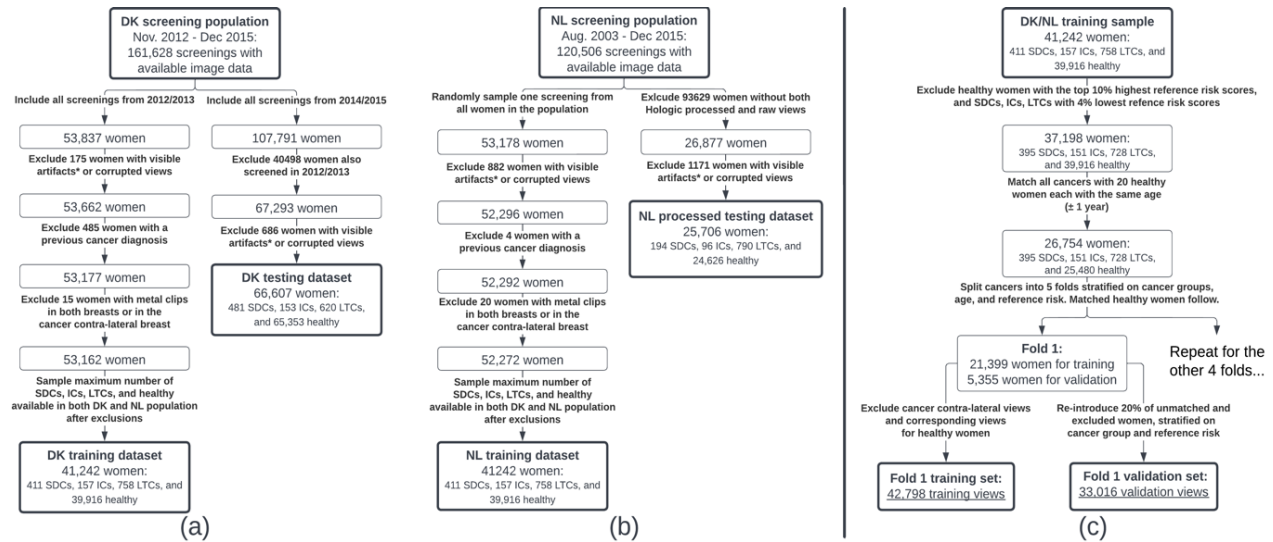 DK screening population
Nov. 2012 - Dec 2015:
161,628 screenings with
available image data
Include all screenings from 2012/2013
53,837 women
Exclude 175 women with visible
artifacts* or corrupted views
53,662 women
Exclude 485 women with a
previous cancer diagnosis
53,177 women
Exclude 15 women with metal clips
in both breasts or in the
cancer contra-lateral breast
53,162 women
Sample maximum number of
SDCs, ICs, LTCs, and healthy
available in both DK and NL population
after exclusions
DK training dataset
41,242 women:
411 SDCs, 157 ICs, 758 LTCs, and
39,916 healthy
Include all screenings from 2014/2015
107,791 women
Exclude 40498 women also
screened in 2012/2013
67,293 women
Exclude 686 women with visible
artifacts* or corrupted views
DK testing dataset
66,607 women:
481 SDCs, 153 ICs, 620 LTCs,
and 65,353 healthy
(a)
NL screening population
Aug. 2003 - Dec 2015:
120,506 screenings with
available image data
Randomly sample one screening from
all women in the population
53,178 women
Exclude 882 women with visible
artifacts* or corrupted views
52,296 women
Exclude 4 women with a
previous cancer diagnosis
52,292 women
Exclude 20 women with metal clips
in both breasts or in the
cancer contra-lateral breast
52,272 women
Sample maximum number of
SDCs, ICs, LTCs, and healthy
available in both DK and NL population
after exclusions
NL training dataset
41242 women:
411 SDCs, 157 ICs, 758 LTCs, and
39,916 healthy
Exlcude 93629 women without both
Hologic processed and raw views
26,877 women
Exclude 1171 women with visible
artifacts* or corrupted views
NL processed testing dataset
25,706 women:
194 SDCs, 96 ICs, 790 LTCs, and
24,626 healthy
(b)
DK/NL training sample
41,242 women:
411 SDCs, 157 ICs, 758 LTCs, and
39,916 healthy
Exclude healthy women with the top 10% highest reference risk scores,
and SDCs, ICs, LTCs with 4% lowest refence risk scores
37,198 women:
395 SDCs, 151 ICs, 728 LTCs,
and 39,916 healthy
Match all cancers with 20 healthy
women each with the same age
(± 1 year)
26,754 women:
395 SDCs, 151 ICs, 728 LTCs,
and 25,480 healthy
Split cancers into 5 folds stratified on cancer groups,
age, and reference risk. Matched healthy women follow.
Fold 1:
21,399 women for training
5,355 women for validation
Repeat for the
other 4 folds...
Exclude cancer contra-lateral views
and corresponding views
for healthy women
Fold 1 training set:
42,798 training views
Re-introduce 20% of unmatched and
excluded women, stratified on
cancer group and reference risk
Fold 1 validation set:
33,016 validation views
(c)